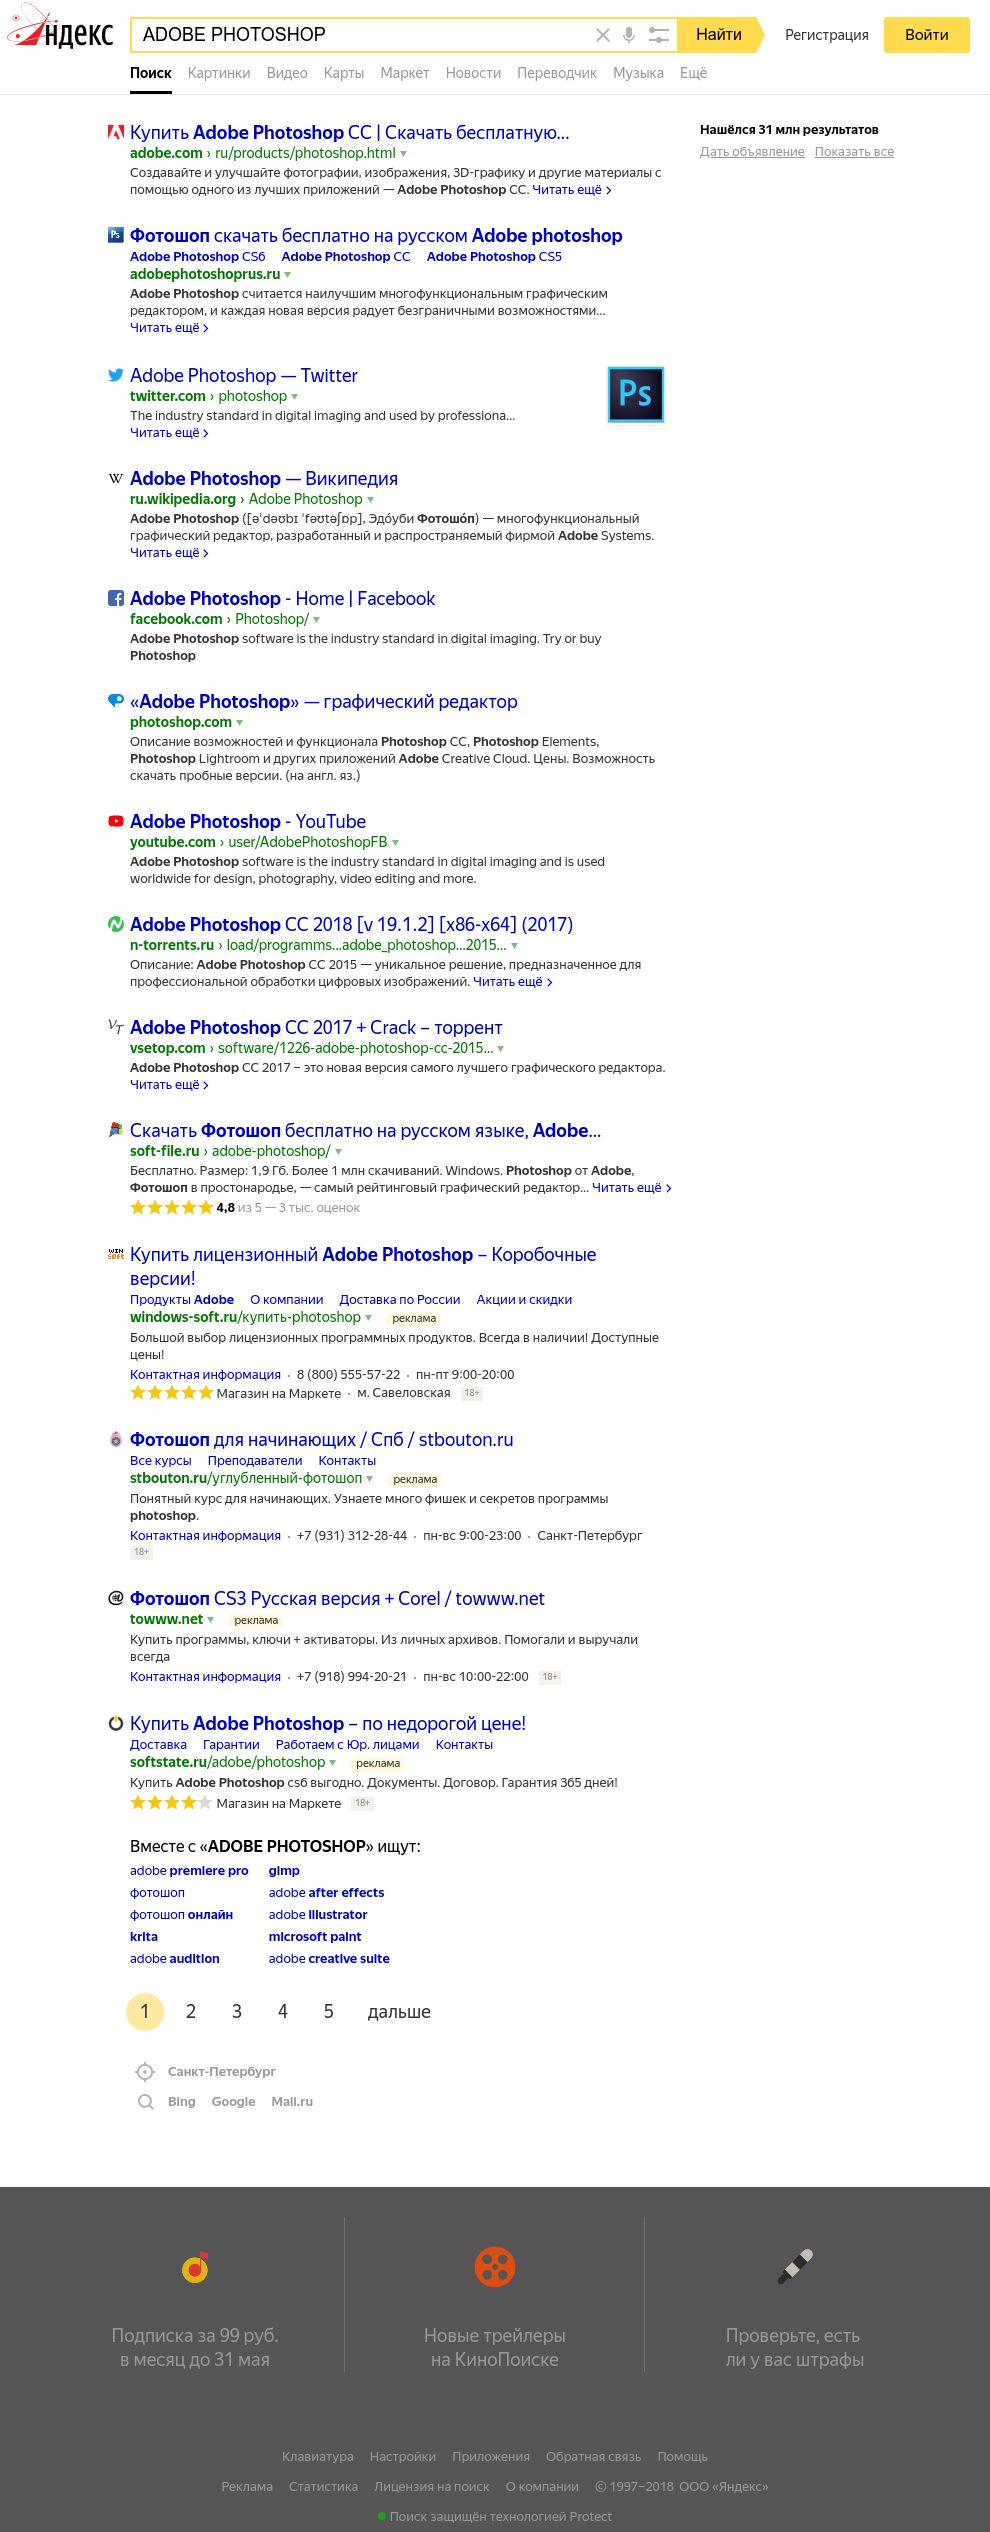 Яндекс
ADOBE PHOTOSHOP
Найти
Регистрация
Войти
Поиск Картинки Видео Карты Маркет Новости Переводчик Музыка Ещё
Купить Adobe Photoshop CC | Скачать бесплатную...
adobe.com › ru/products/photoshop.html
Создавайте и улучшайте фотографии, изображения, 3D-графику и другие материалы с
помощью одного из лучших приложений — Adobe Photoshop CC. Читать ещё ›
Нашёлся 31 млн результатов
Дать объявление Показать все
Фотошоп скачать бесплатно на русском Adobe photoshop
Adobe Photoshop CS6 Adobe Photoshop CC Adobe Photoshop CS5
adobephotoshoprus.ru
Adobe Photoshop считается наилучшим многофункциональным графическим
редактором, и каждая новая версия радует безграничными возможностями...
Читать ещё ›
Adobe Photoshop — Twitter
twitter.com › photoshop
The industry standard in digital imaging and used by professiona...
Читать ещё ›
Ps
Adobe Photoshop — Википедия
ru.wikipedia.org › Adobe Photoshop
Adobe Photoshop ([əˈdəʊbɪ ˈfəʊtəʃɒp], Эдо́уби Фотошо́п) — многофункциональный
графический редактор, разработанный и распространяемый фирмой Adobe Systems.
Читать ещё ›
Adobe Photoshop - Home | Facebook
facebook.com › Photoshop/
Adobe Photoshop software is the industry standard in digital imaging. Try or buy
Photoshop
«Adobe Photoshop» — графический редактор
photoshop.com
Описание возможностей и функционала Photoshop CC, Photoshop Elements,
Photoshop Lightroom и других приложений Adobe Creative Cloud. Цены. Возможность
скачать пробные версии. (на англ. яз.)
Adobe Photoshop - YouTube
youtube.com › user/AdobePhotoshopFB
Adobe Photoshop software is the industry standard in digital imaging and is used
worldwide for design, photography, video editing and more.
Adobe Photoshop CC 2018 [v 19.1.2] [x86-x64] (2017)
n-torrents.ru › load/programms...adobe_photoshop...2015...
Описание: Adobe Photoshop CC 2015 — уникальное решение, предназначенное для
профессиональной обработки цифровых изображений. Читать ещё ›
Adobe Photoshop CC 2017 + Crack – торрент
vsetop.com › software/1226-adobe-photoshop-cc-2015...
Adobe Photoshop CC 2017 – это новая версия самого лучшего графического редактора.
Читать ещё ›
Скачать Фотошоп бесплатно на русском языке, Adobe...
soft-file.ru › adobe-photoshop/
Бесплатно. Размер: 1,9 Гб. Более 1 млн скачиваний. Windows. Photoshop от Adobe,
Фотошоп в простонародье, — самый рейтинговый графический редактор... Читать ещё ›
4,8 из 5 — 3 тыс. оценок
Купить лицензионный Adobe Photoshop – Коробочные
версии!
Продукты Adobe О компании Доставка по России Акции и скидки
windows-soft.ru/купить-photoshop реклама
Большой выбор лицензионных программных продуктов. Всегда в наличии! Доступные
цены!
Контактная информация · 8 (800) 555-57-22 · пн-пт 9:00-20:00
Магазин на Маркете · м. Савеловская 18+
Фотошоп для начинающих / Спб / stbouton.ru
Все курсы Преподаватели Контакты
stbouton.ru/углубленный-фотошоп реклама
Понятный курс для начинающих. Узнаете много фишек и секретов программы
photoshop.
Контактная информация · +7 (931) 312-28-44 · пн-вс 9:00-23:00 · Санкт-Петербург
18+
Фотошоп CS3 Русская версия + Corel / towww.net
towww.net реклама
Купить программы, ключи + активаторы. Из личных архивов. Помогали и выручали
всегда
Контактная информация · +7 (918) 994-20-21 · пн-вс 10:00-22:00 18+
Купить Adobe Photoshop – по недорогой цене!
Доставка Гарантии Работаем с Юр. лицами Контакты
softstate.ru/adobe/photoshop реклама
Купить Adobe Photoshop cs6 выгодно. Документы. Договор. Гарантия 365 дней!
Магазин на Маркете 18+
Вместе с «ADOBE PHOTOSHOP» ищут:
adobe premiere pro gimp
фотошоп adobe after effects
фотошоп онлайн adobe illustrator
krita microsoft paint
adobe audition adobe creative suite
1 2 3 4 5 дальше
Санкт-Петербург
Bing Google Mail.ru
Подписка за 99 руб.
в месяц до 31 мая
Новые трейлеры
на КиноПоиске
Проверьте, есть
ли у вас штрафы
Клавиатура Настройки Приложения Обратная связь Помощь
Реклама Статистика Лицензия на поиск О компании © 1997–2018 ООО «Яндекс»
Поиск защищён технологией Protect